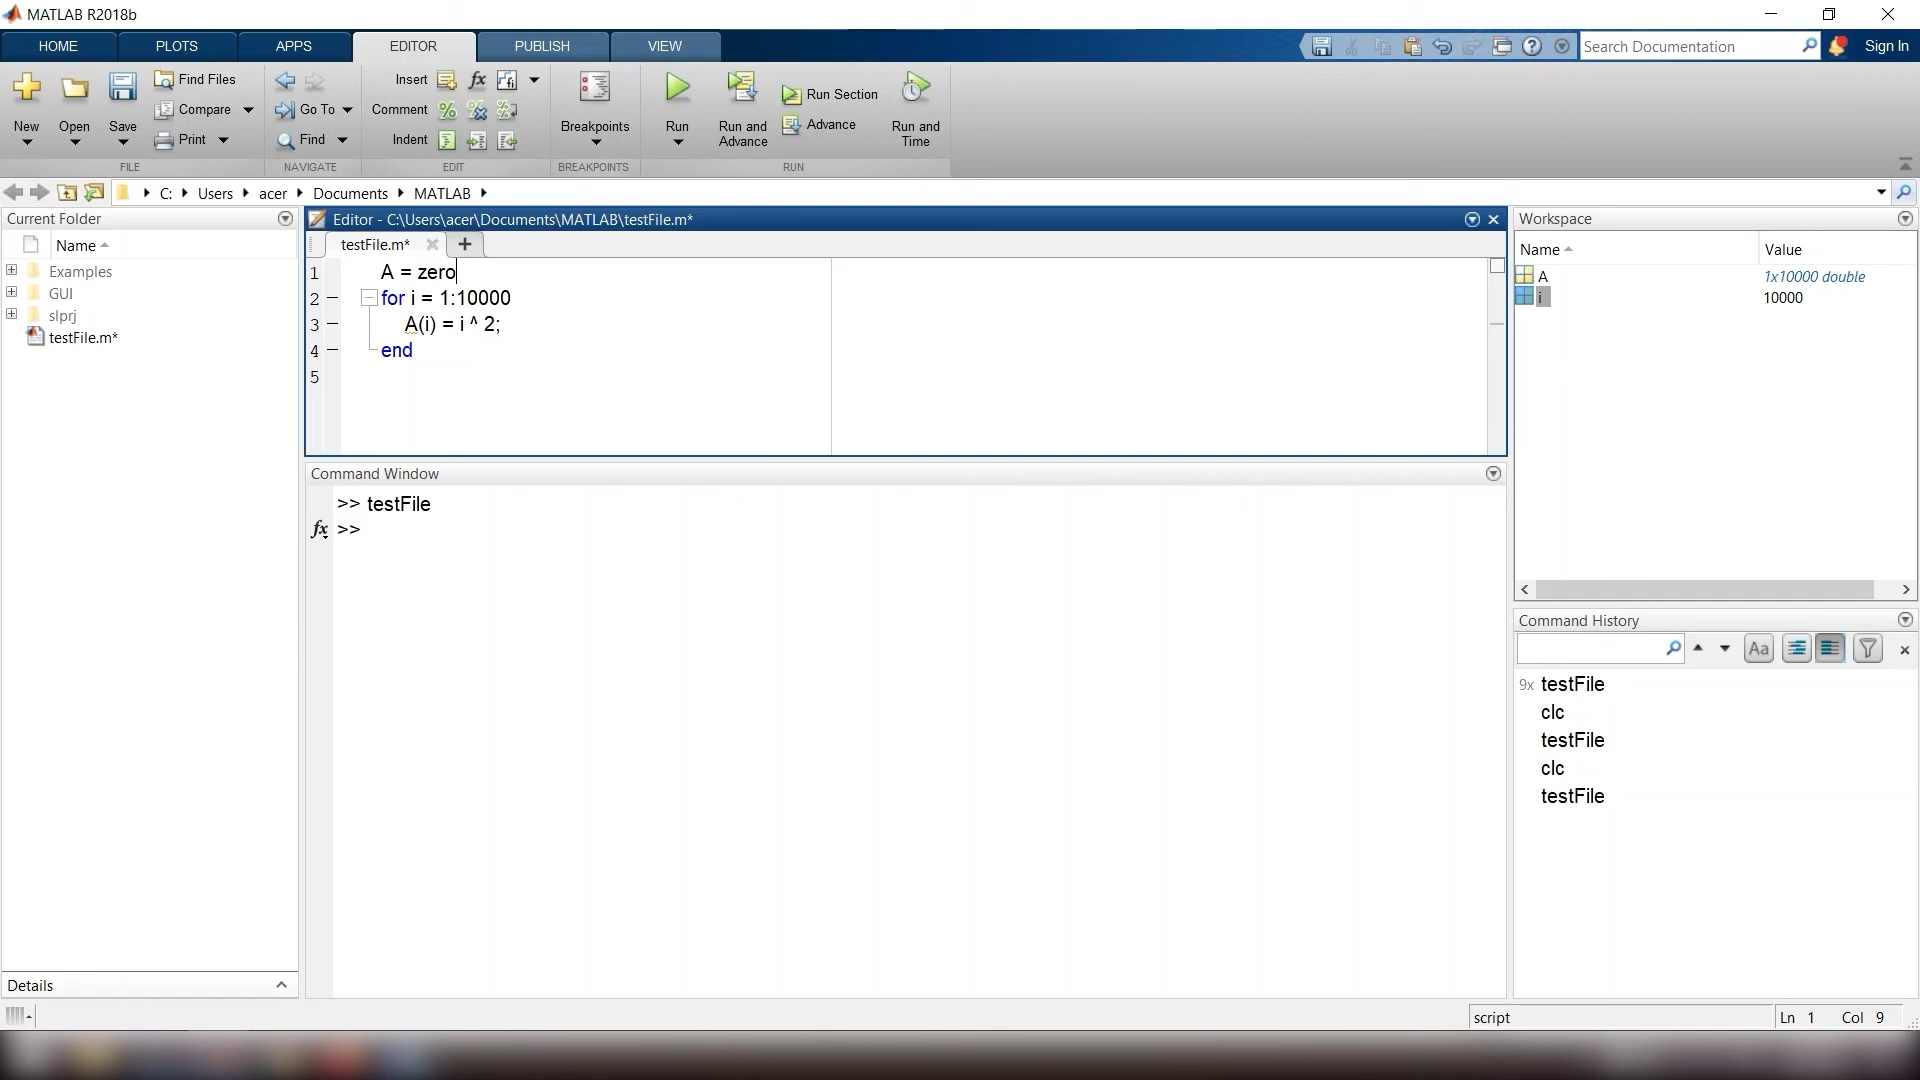 MATLAB R2018b
HOME PLOTS APPS EDITOR PUBLISH VIEW Search Documentation Sign In
New Open Save Find Files Compare Print
FILE
Go To Find
NAVIGATE
Insert fx
Comment
Indent
EDIT
Breakpoints
BREAKPOINTS
Run Run and Advance Run Section Advance Run and Time
RUN
C: Users acer Documents MATLAB
Current Folder
Name
Examples
GUI
slprj
testFile.m*
Details
Editor - C:\Users\acer\Documents\MATLAB\testFile.m*
testFile.m*
1 A = zero
2 for i = 1:10000
3 A(i) = i ^ 2;
4 end
5
Command Window
>> testFile
fx >>
Workspace
Name Value
A 1x10000 double
i 10000
Command History
Aa
9x testFile
clc
testFile
clc
testFile
script Ln 1 Col 9